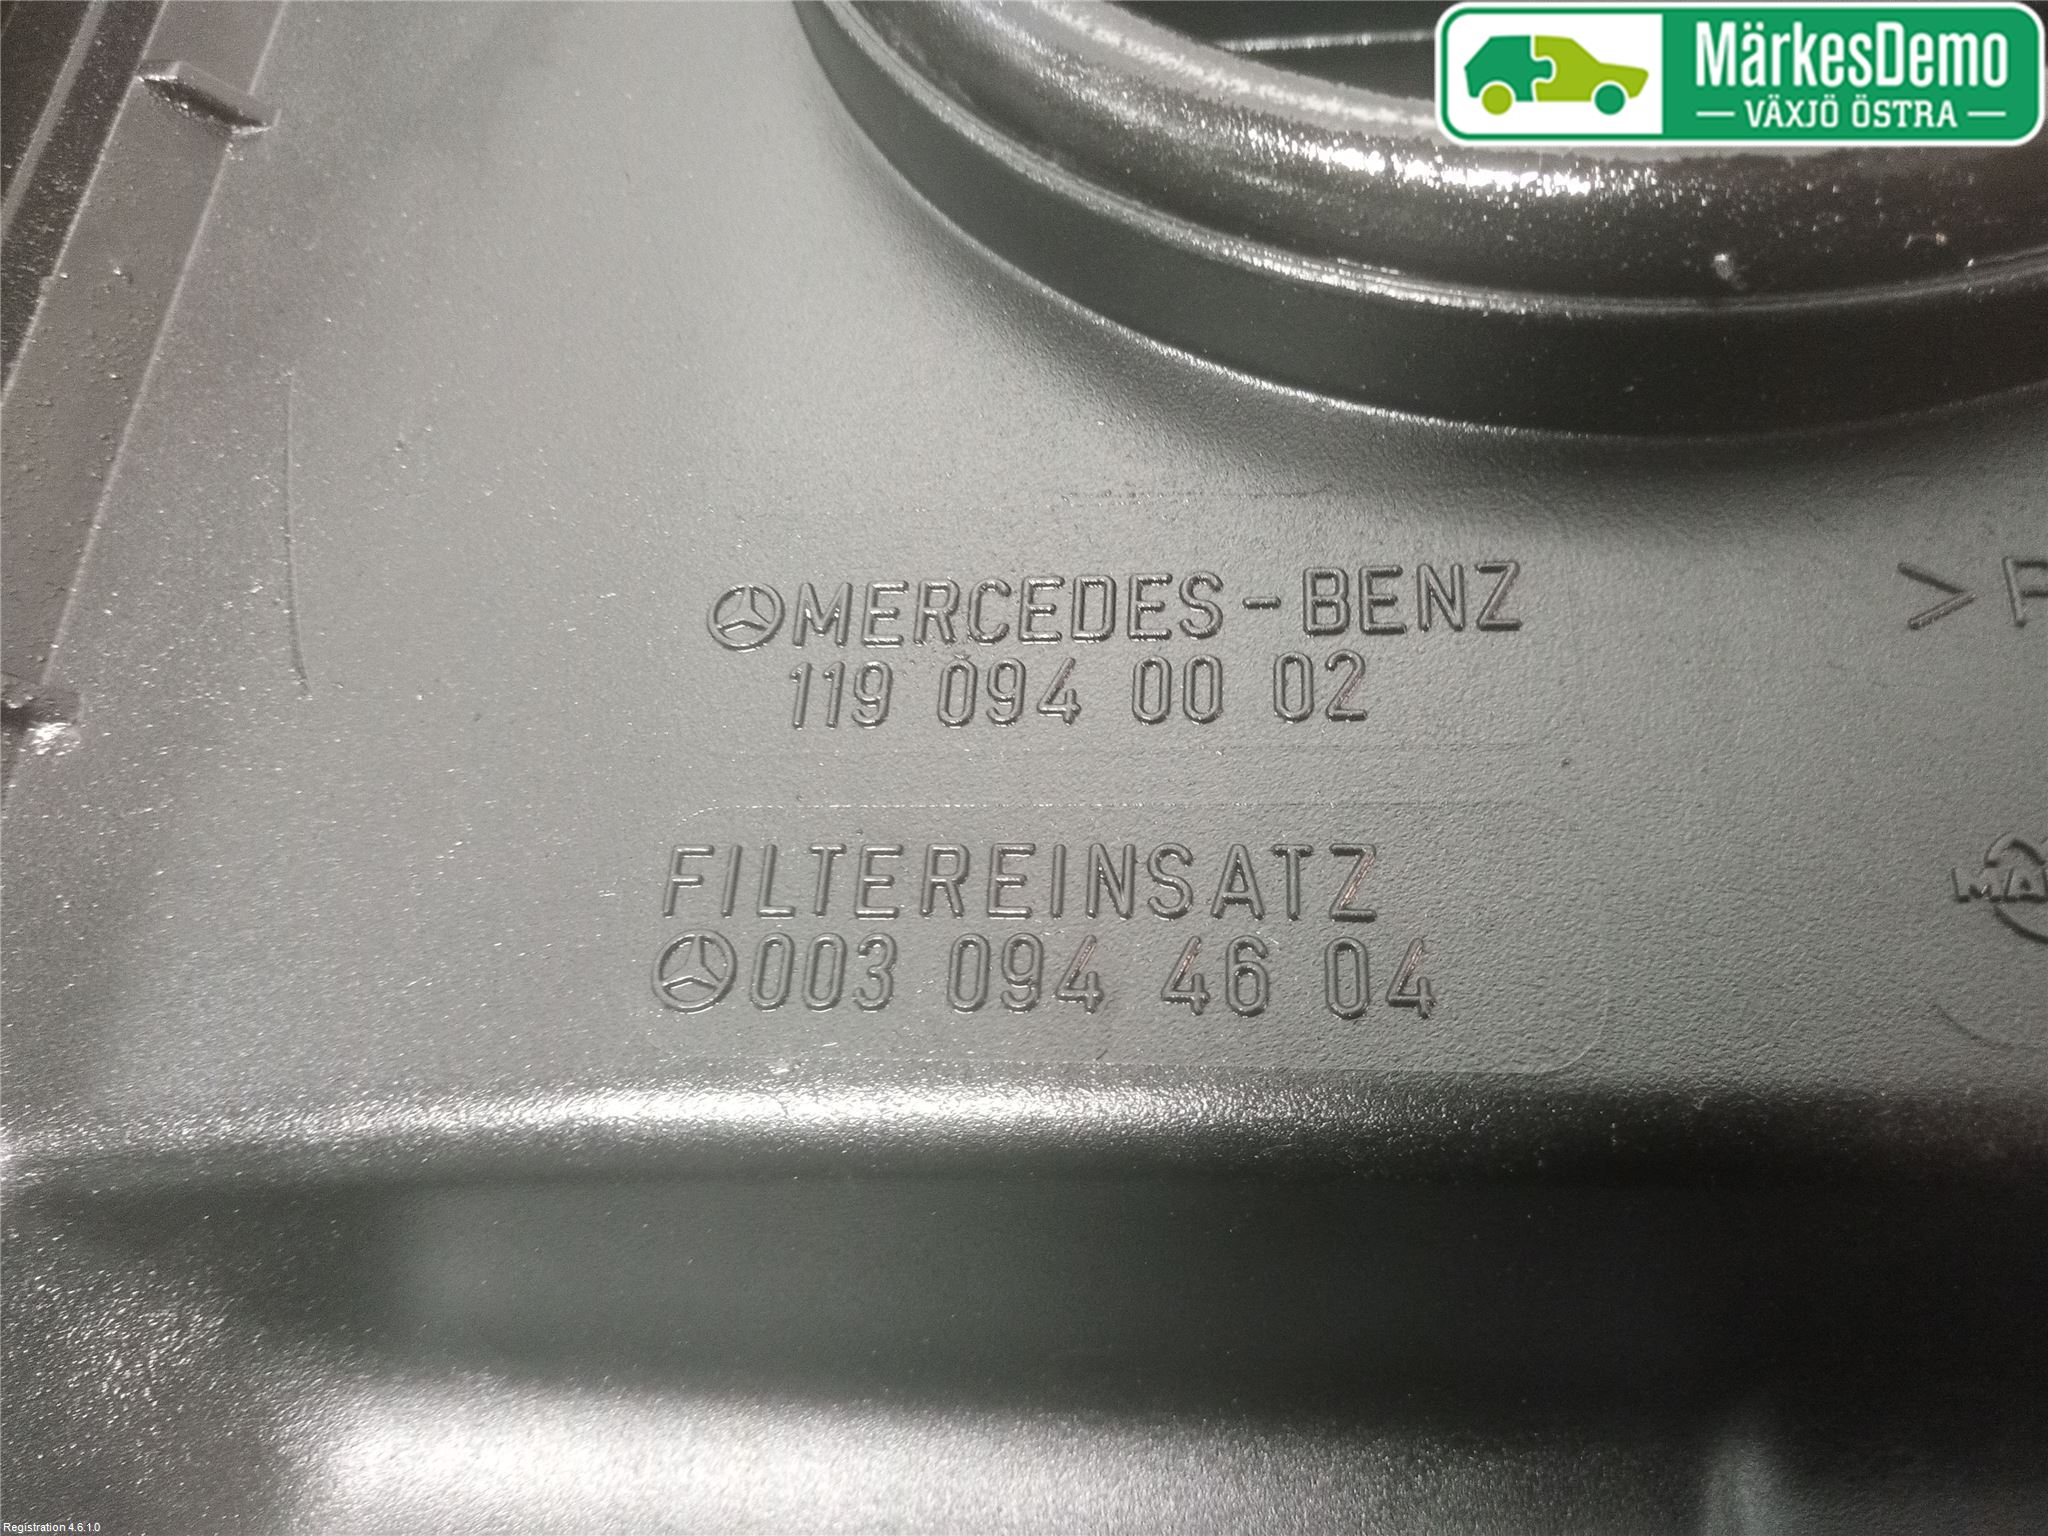 MärkesDemo
VÄXJÖ ÖSTRA
MERCEDES-BENZ
119 094 00 02
>P
FILTEREINSATZ
003 094 46 04
Registration 4.6.1.0